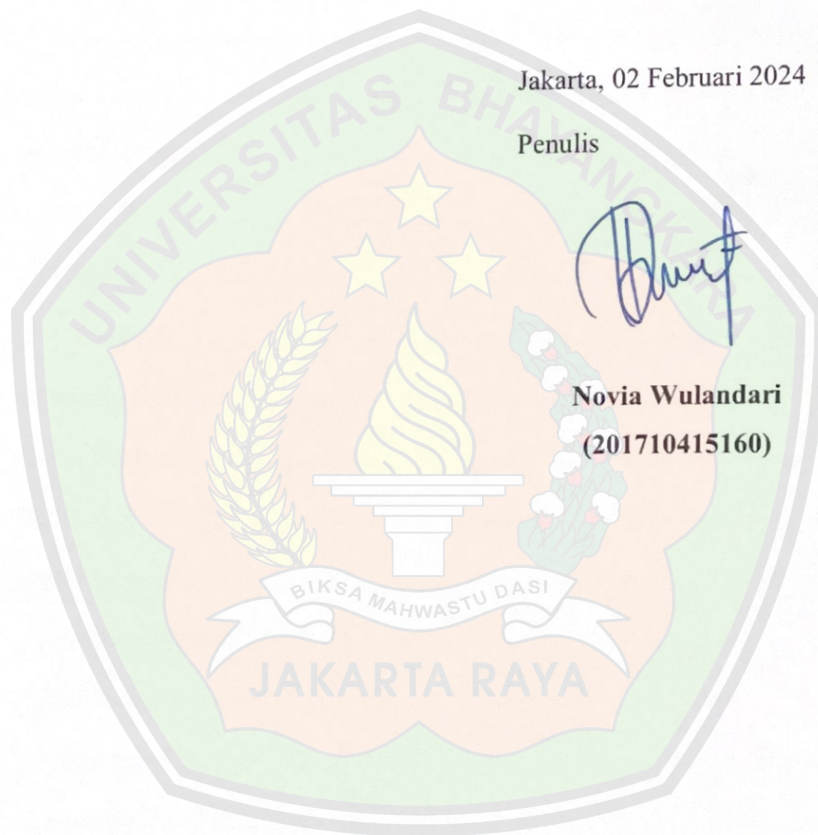 Jakarta, 02 Februari 2024
Penulis
Novia Wulandari
(201710415160)
UNIVERSITAS BHAYANGKARA
BIKSA MAHWASTU DASI
JAKARTA RAYA